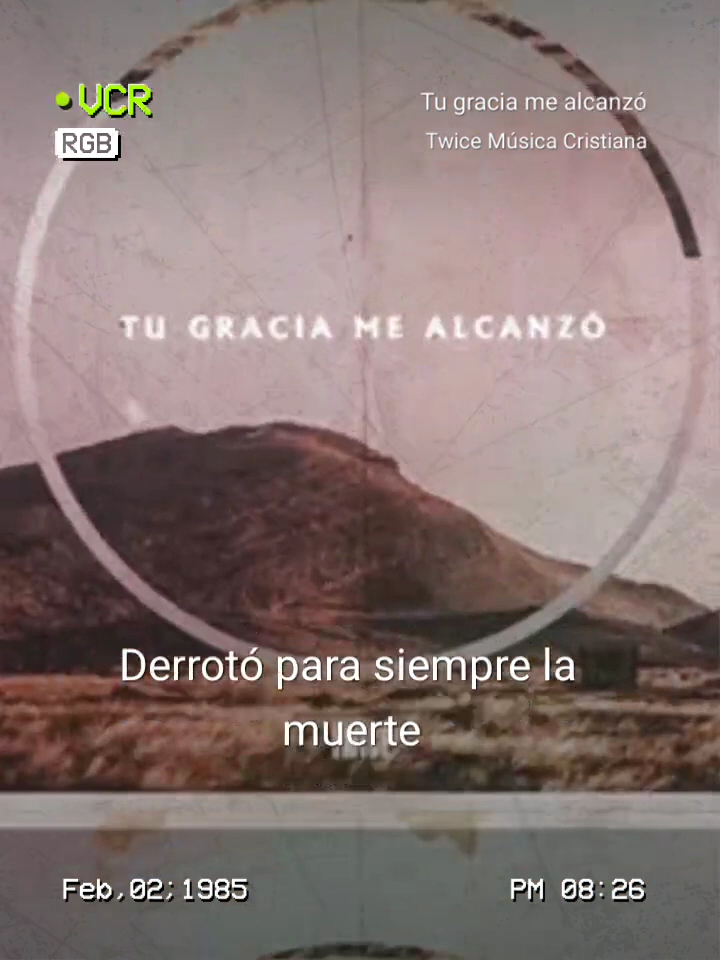 VCR
RGB
Tu gracia me alcanzó
Twice Música Cristiana
TU GRACIA ME ALCANZÓ
Derrotó para siempre la
muerte
Feb,02;1985
PM 08:26